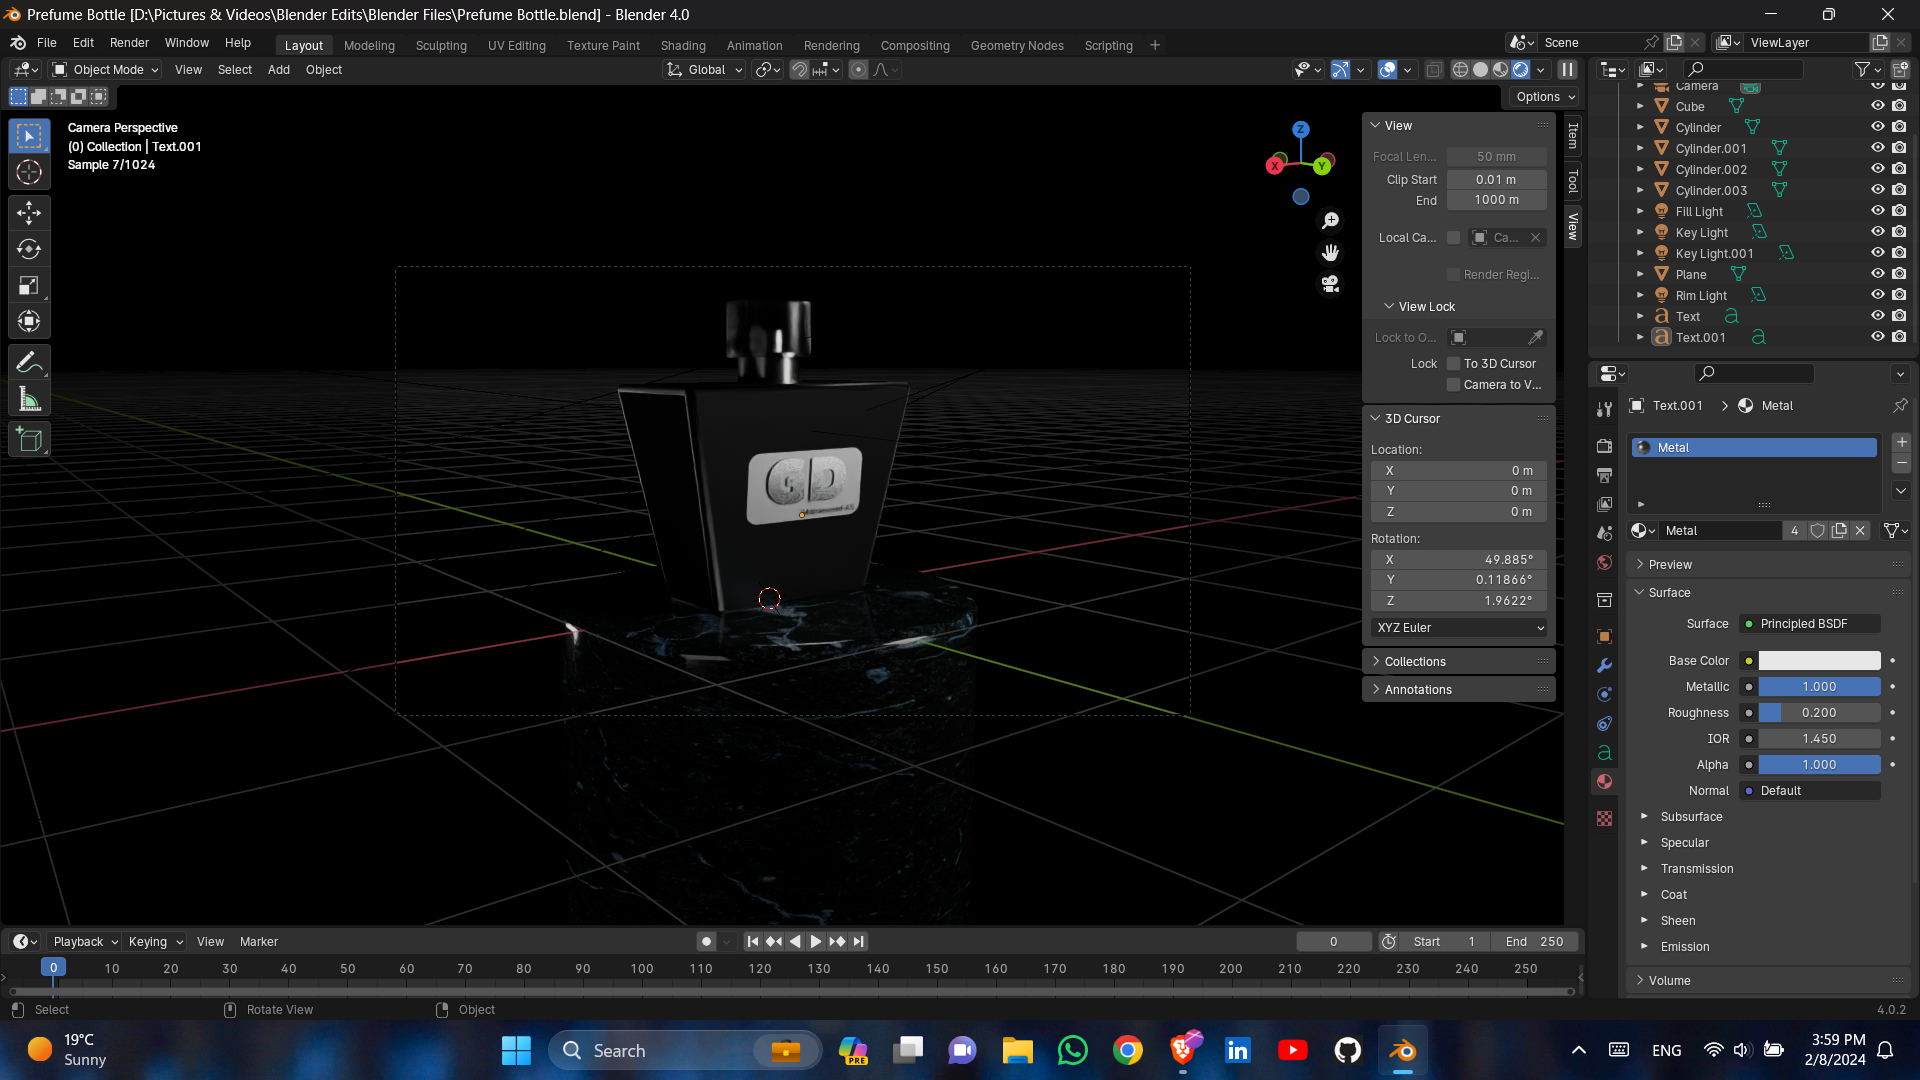 Prefume Bottle [D:\Pictures & Videos\Blender Edits\Blender Files\Prefume Bottle.blend] - Blender 4.0
File Edit Render Window Help Layout Modeling Sculpting UV Editing Texture Paint Shading Animation Rendering Compositing Geometry Nodes Scripting + Scene ViewLayer
Object Mode View Select Add Object Global
Options
Camera Perspective
(0) Collection | Text.001
Sample 7/1024
Z
X
Y
GD
View
Focal Len... 50 mm
Clip Start 0.01 m
End 1000 m
Local Ca... Ca...
Render Regi...
View Lock
Lock to O...
Lock To 3D Cursor
Camera to V...
3D Cursor
Location:
X 0 m
Y 0 m
Z 0 m
Rotation:
X 49.885°
Y 0.11866°
Z 1.9622°
XYZ Euler
Collections
Annotations
Item
Tool
View
Camera
Cube
Cylinder
Cylinder.001
Cylinder.002
Cylinder.003
Fill Light
Key Light
Key Light.001
Plane
Rim Light
Text
Text.001
Text.001 > Metal
Metal
Metal 4
Preview
Surface
Surface Principled BSDF
Base Color
Metallic 1.000
Roughness 0.200
IOR 1.450
Alpha 1.000
Normal Default
Subsurface
Specular
Transmission
Coat
Sheen
Emission
Volume
Playback Keying View Marker 0 Start 1 End 250
0 10 20 30 40 50 60 70 80 90 100 110 120 130 140 150 160 170 180 190 200 210 220 230 240 250
Select Rotate View Object 4.0.2
19°C
Sunny
Search
PRE
ENG
3:59 PM
2/8/2024